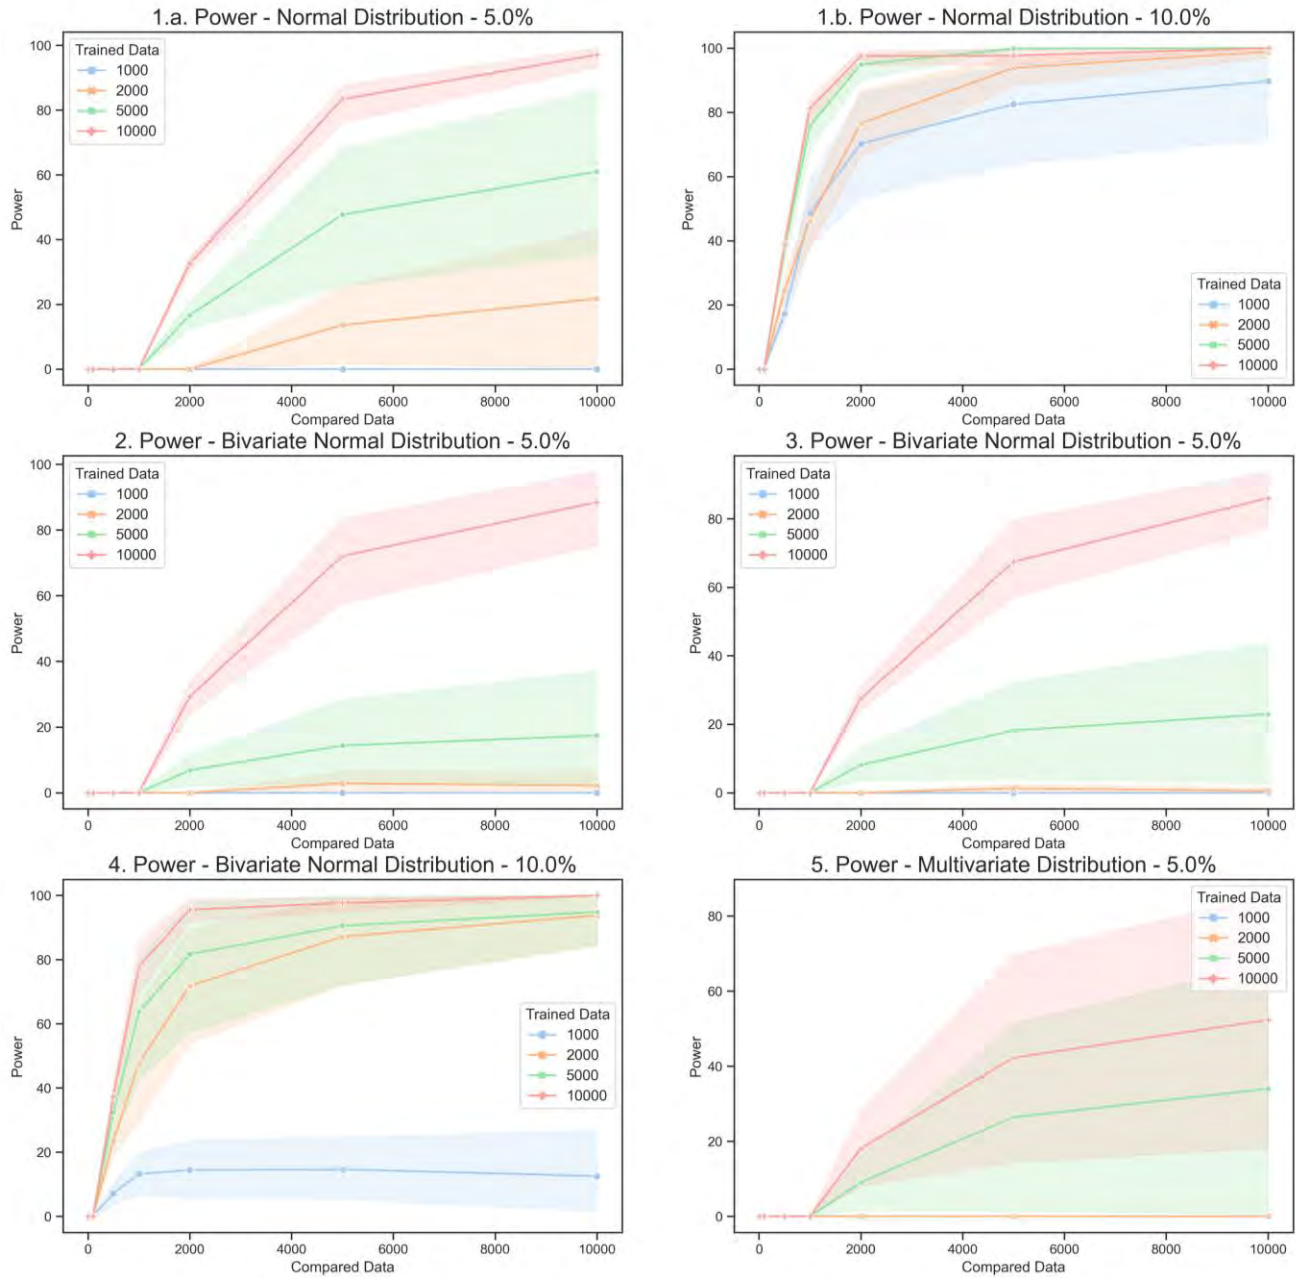 1.a. Power - Normal Distribution - 5.0%
100
80
60
40
20
0
Power
Trained Data
1000
2000
5000
10000
0 2000 4000 6000 8000 10000
Compared Data
1.b. Power - Normal Distribution - 10.0%
100
80
60
40
20
0
Power
Trained Data
1000
2000
5000
10000
0 2000 4000 6000 8000 10000
Compared Data
2. Power - Bivariate Normal Distribution - 5.0%
100
80
60
40
20
0
Power
Trained Data
1000
2000
5000
10000
0 2000 4000 6000 8000 10000
Compared Data
3. Power - Bivariate Normal Distribution - 5.0%
80
60
40
20
0
Power
Trained Data
1000
2000
5000
10000
0 2000 4000 6000 8000 10000
Compared Data
4. Power - Bivariate Normal Distribution - 10.0%
100
80
60
40
20
0
Power
Trained Data
1000
2000
5000
10000
0 2000 4000 6000 8000 10000
Compared Data
5. Power - Multivariate Distribution - 5.0%
80
60
40
20
0
Power
Trained Data
1000
2000
5000
10000
0 2000 4000 6000 8000 10000
Compared Data